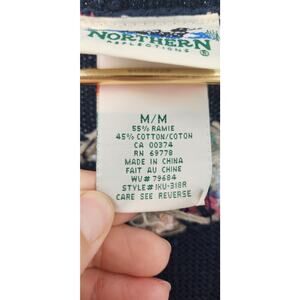 NORTHERN
REFLECTIONS ®
M/M
55% RAMIE
45% COTTON/COTON
CA 00374
RN 69778
MADE IN CHINA
FAIT AU CHINE
WU# 79684
STYLE# 1KU-318R
CARE SEE REVERSE